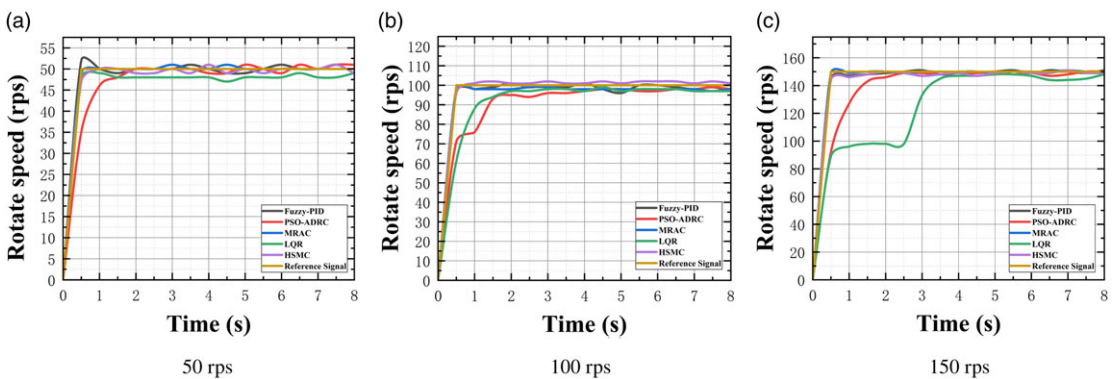 (a)
Rotate speed (rps)
55
50
45
40
35
30
25
20
15
10
5
0
Fuzzy-PID
PSO-ADRC
MRAC
LQR
HSMC
Reference Signal
0 1 2 3 4 5 6 7 8
Time (s)
50 rps
(b)
Rotate speed (rps)
120
110
100
90
80
70
60
50
40
30
20
10
0
Fuzzy-PID
PSO-ADRC
MRAC
LQR
HSMC
Reference Signal
0 1 2 3 4 5 6 7 8
Time (s)
100 rps
(c)
Rotate speed (rps)
160
140
120
100
80
60
40
20
0
Fuzzy-PID
PSO-ADRC
MRAC
LQR
HSMC
Reference Signal
0 1 2 3 4 5 6 7 8
Time (s)
150 rps